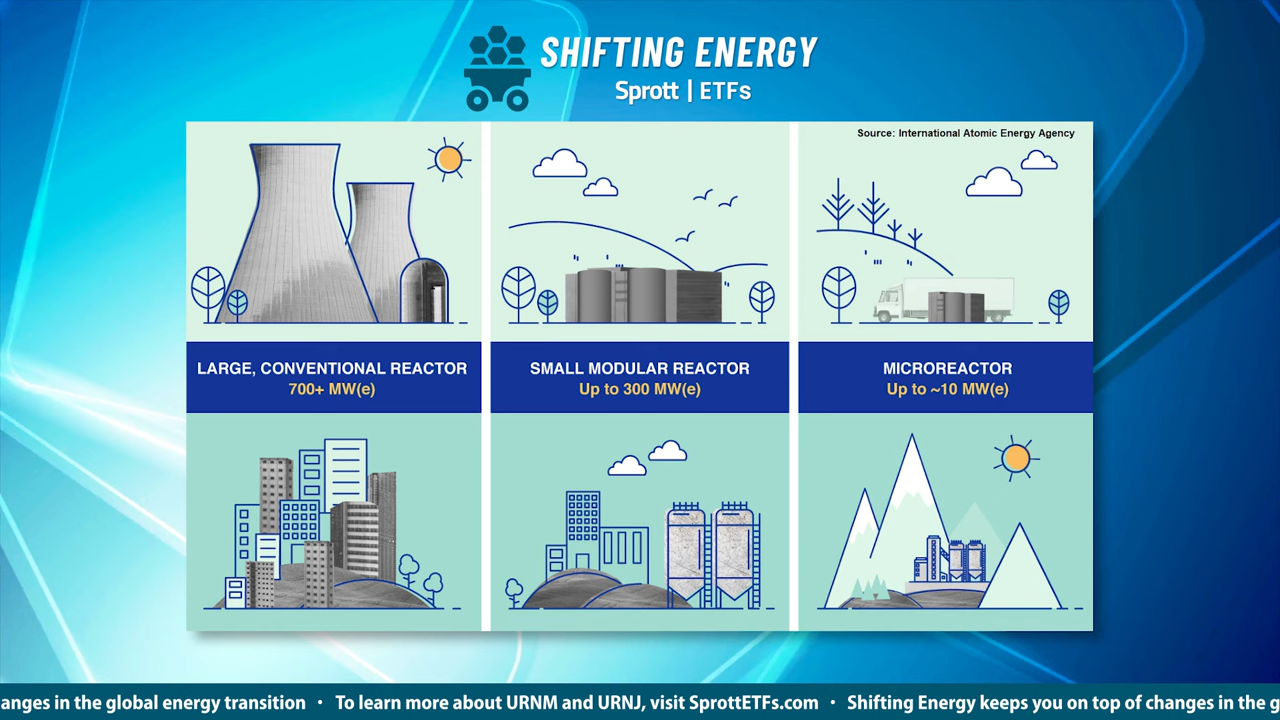 SHIFTING ENERGY
Sprott | ETFs
Source: International Atomic Energy Agency
LARGE, CONVENTIONAL REACTOR
700+ MW(e)
SMALL MODULAR REACTOR
Up to 300 MW(e)
MICROREACTOR
Up to ~10 MW(e)
anges in the global energy transition • To learn more about URNM and URNJ, visit SprottETFs.com • Shifting Energy keeps you on top of changes in the g